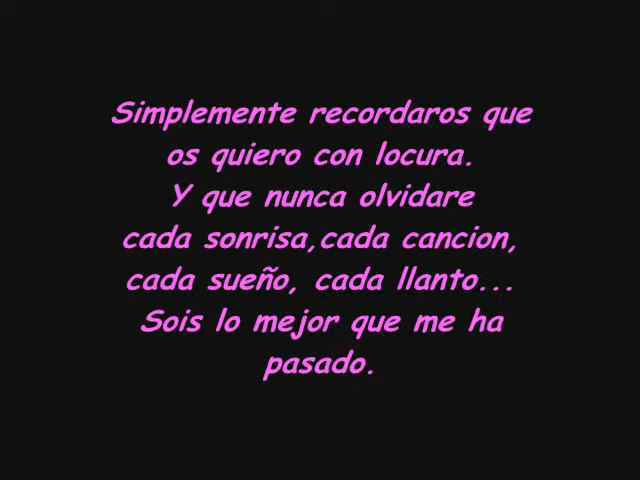 Simplemente recordaros que
os quiero con locura.
Y que nunca olvidare
cada sonrisa,cada cancion,
cada sueño, cada llanto...
Sois lo mejor que me ha
pasado.